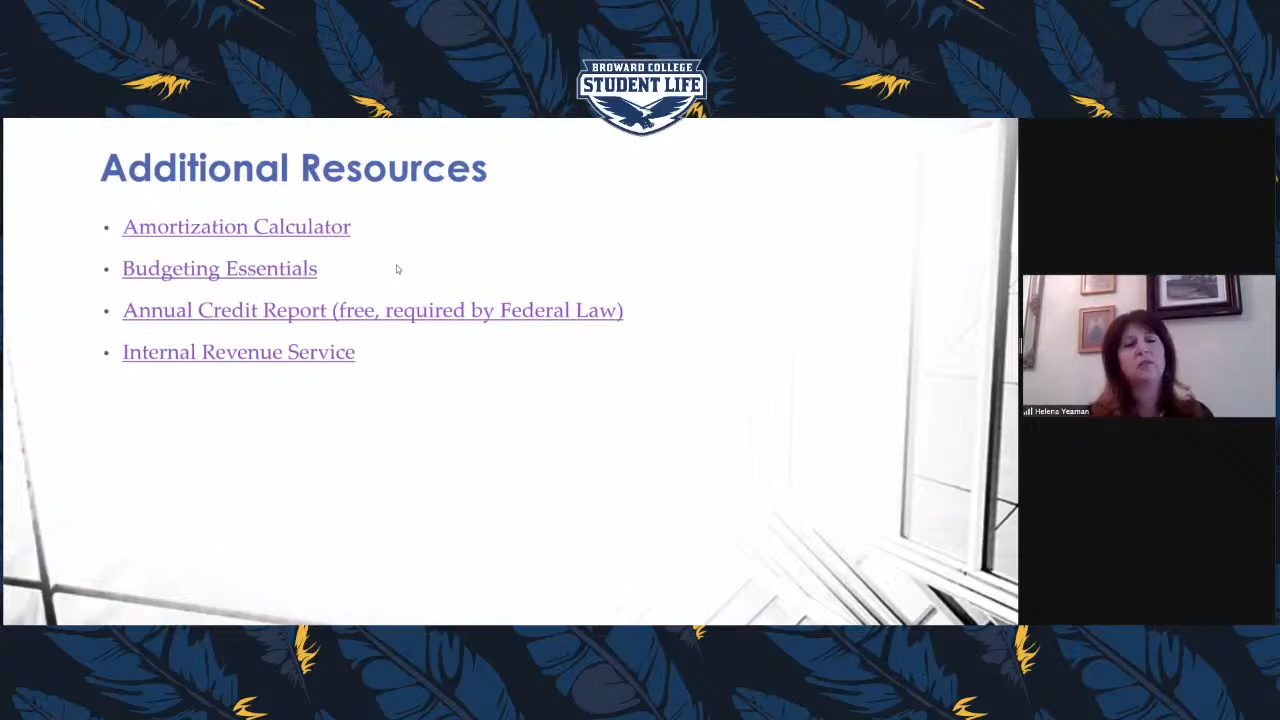 BROWARD COLLEGE
STUDENT LIFE
Additional Resources
• Amortization Calculator
• Budgeting Essentials
• Annual Credit Report (free, required by Federal Law)
• Internal Revenue Service
Helena Yeaman